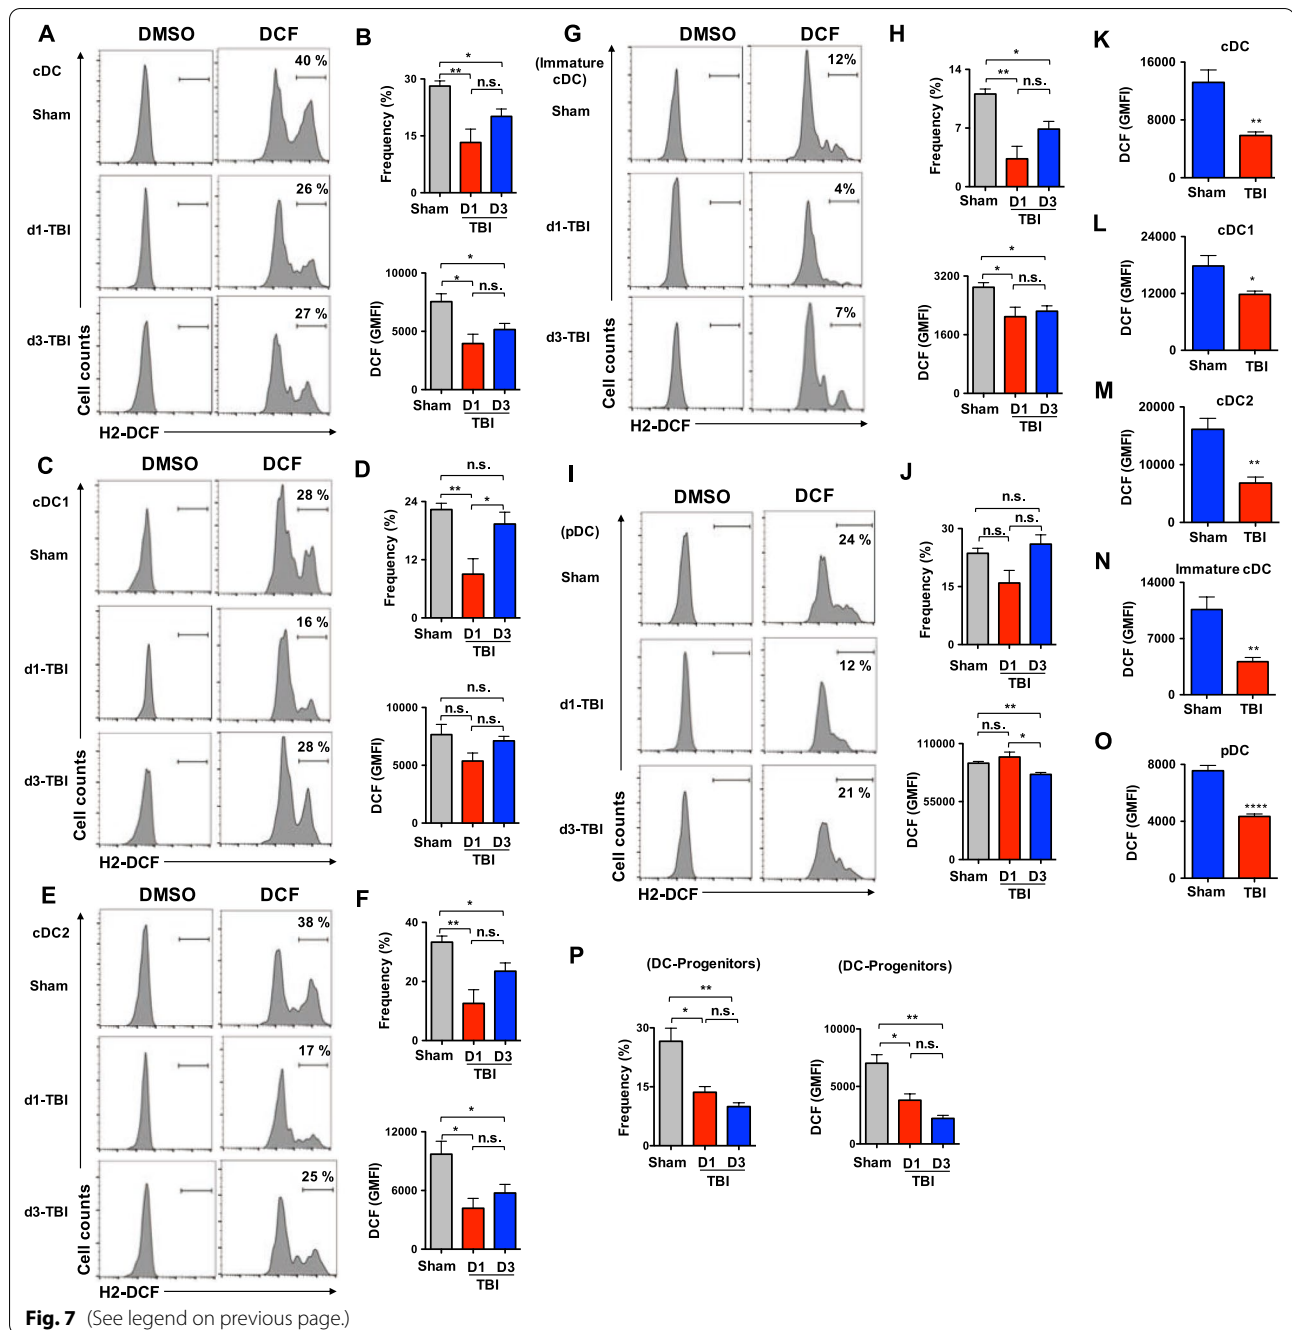 A
DMSO
DCF
cDC
Sham
40 %
d1-TBI
26 %
d3-TBI
27 %
Cell counts
H2-DCF
B
Frequency (%)
30
15
0
*
**
n.s.
Sham
D1
D3
TBI
DCF (GMFI)
10000
5000
0
*
*
n.s.
Sham
D1
D3
TBI
C
DMSO
DCF
cDC1
Sham
28 %
d1-TBI
16 %
d3-TBI
28 %
Cell counts
H2-DCF
D
Frequency (%)
24
12
0
n.s.
**
*
Sham
D1
D3
TBI
DCF (GMFI)
10000
5000
0
n.s.
n.s.
n.s.
Sham
D1
D3
TBI
E
DMSO
DCF
cDC2
Sham
38 %
d1-TBI
17 %
d3-TBI
25 %
Cell counts
H2-DCF
F
Frequency (%)
40
20
0
*
**
n.s.
Sham
D1
D3
TBI
DCF (GMFI)
12000
6000
0
*
*
n.s.
Sham
D1
D3
TBI
G
DMSO
DCF
(Immature
cDC)
Sham
12%
d1-TBI
4%
d3-TBI
7%
Cell counts
H2-DCF
H
Frequency (%)
14
7
0
*
**
n.s.
Sham
D1
D3
TBI
DCF (GMFI)
3200
1600
0
*
*
n.s.
Sham
D1
D3
TBI
I
DMSO
DCF
(pDC)
Sham
24 %
d1-TBI
12 %
d3-TBI
21 %
Cell counts
H2-DCF
J
Frequency (%)
30
15
0
n.s.
n.s.
n.s.
Sham
D1
D3
TBI
DCF (GMFI)
110000
55000
0
**
n.s.
*
Sham
D1
D3
TBI
K
cDC
DCF (GMFI)
16000
8000
0
**
Sham
TBI
L
cDC1
DCF (GMFI)
24000
12000
0
*
Sham
TBI
M
cDC2
DCF (GMFI)
20000
10000
0
**
Sham
TBI
N
Immature cDC
DCF (GMFI)
14000
7000
0
**
Sham
TBI
O
pDC
DCF (GMFI)
8000
4000
0
****
Sham
TBI
P
(DC-Progenitors)
Frequency (%)
30
15
0
**
*
n.s.
Sham
D1
D3
TBI
(DC-Progenitors)
DCF (GMFI)
10000
5000
0
**
*
n.s.
Sham
D1
D3
TBI
Fig. 7 (See legend on previous page.)